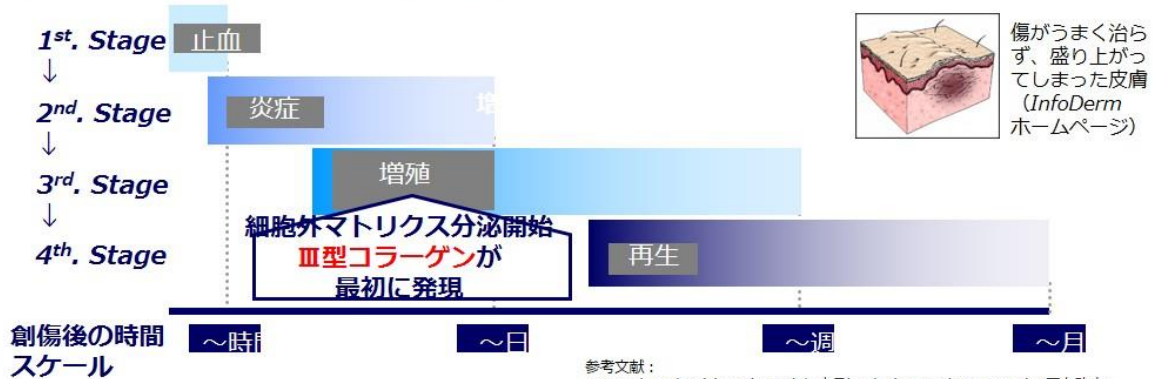 1st. Stage
止血
↓
2nd. Stage
炎症
増
↓
3rd. Stage
増殖
↓
4th. Stage
再生
細胞外マトリクス分泌開始
Ⅲ型コラーゲンが
最初に発現
創傷後の時間
スケール
～時間
～日
～週
～月
傷がうまく治ら
ず、盛り上がっ
てしまった皮膚
（InfoDerm
ホームページ）
参考文献：